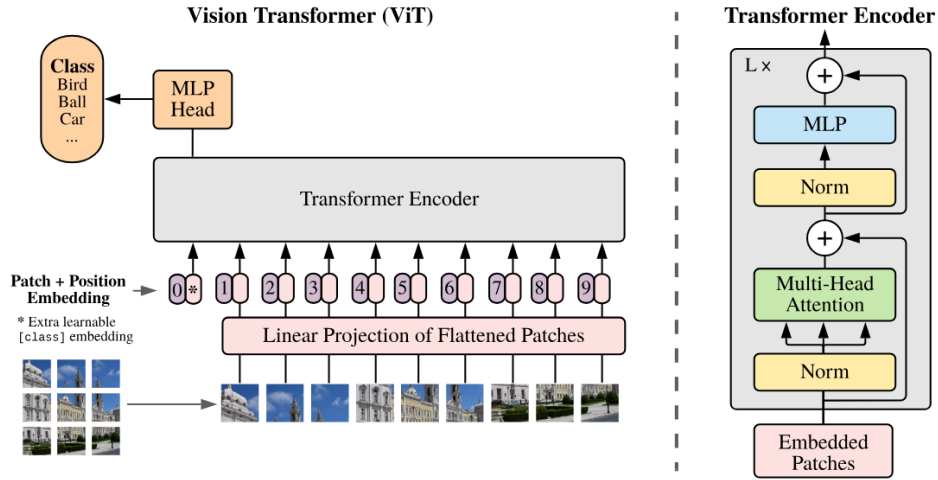 Vision Transformer (ViT)
Class
Bird
Ball
Car
...
MLP
Head
Transformer Encoder
Patch + Position
Embedding
0 * 1 2 3 4 5 6 7 8 9
* Extra learnable
[class] embedding
Linear Projection of Flattened Patches
Transformer Encoder
L ×
+
MLP
Norm
+
Multi-Head
Attention
Norm
Embedded
Patches